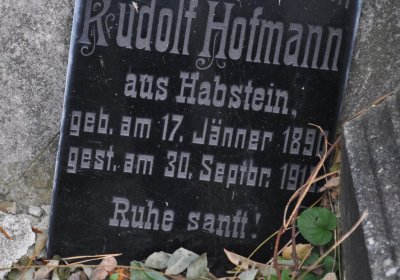 Rudolf Hofmann
aus Habstein,
geb. am 17. Jänner
gest. am 30. Septbr.
Ruhe sanft!